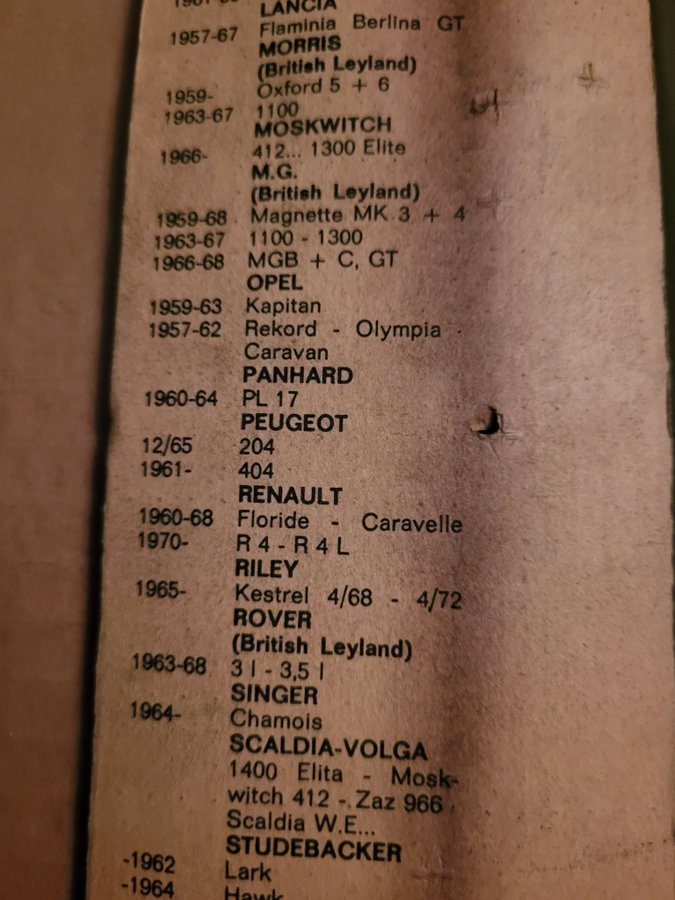 LANCIA
1957-67 Flaminia Berlina GT
MORRIS
(British Leyland)
1959- Oxford 5 + 6
1963-67 1100
MOSKWITCH
1966- 412... 1300 Elite
M.G.
(British Leyland)
1959-68 Magnette MK 3 + 4
1963-67 1100 - 1300
1966-68 MGB + C, GT
OPEL
1959-63 Kapitan
1957-62 Rekord - Olympia
Caravan
PANHARD
1960-64 PL 17
PEUGEOT
12/65 204
1961- 404
RENAULT
1960-68 Floride - Caravelle
1970- R 4 - R 4 L
RILEY
1965- Kestrel 4/68 - 4/72
ROVER
(British Leyland)
1963-68 3 l - 3,5 l
SINGER
1964- Chamois
SCALDIA-VOLGA
1400 Elita - Mosk-
witch 412 - Zaz 966
Scaldia W.E...
STUDEBACKER
-1962 Lark
-1964 Hawk